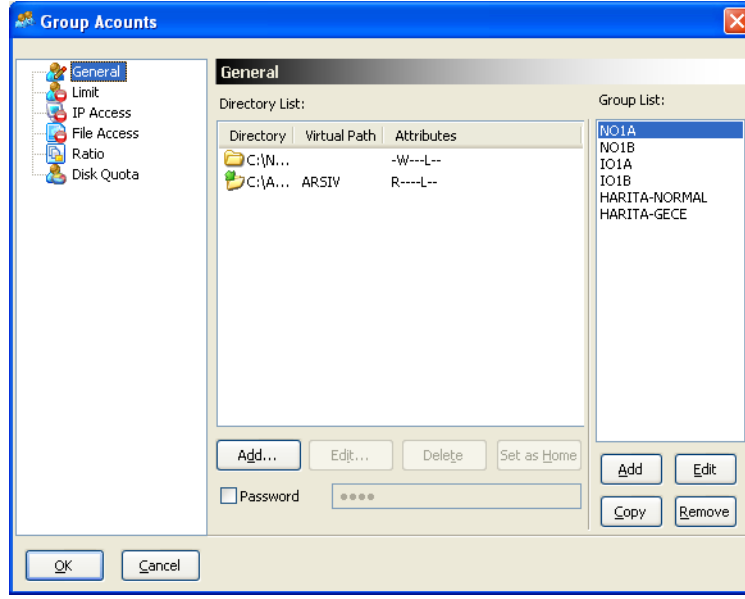 Group Acounts
General
Limit
IP Access
File Access
Ratio
Disk Quota
General
Directory List:
Directory Virtual Path Attributes
C:\N... -W---L--
C:\A... ARSIV R----L--
Add... Edit... Delete Set as Home
Password ●●●●
Group List:
NO1A
NO1B
IO1A
IO1B
HARITA-NORMAL
HARITA-GECE
Add Edit
Copy Remove
OK Cancel